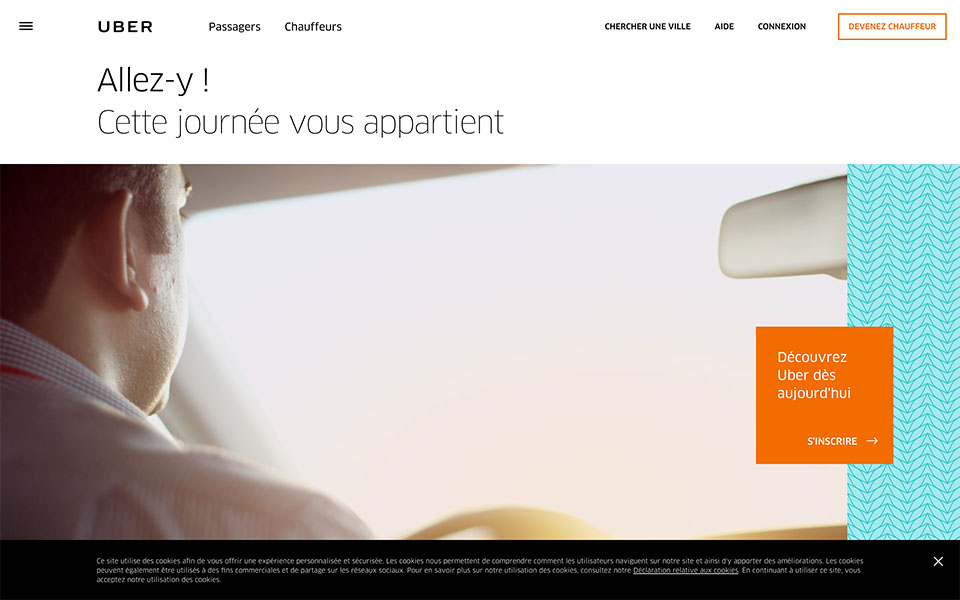 UBER
Passagers
Chauffeurs
CHERCHER UNE VILLE
AIDE
CONNEXION
DEVENEZ CHAUFFEUR
Allez-y !
Cette journée vous appartient
Découvrez
Uber dès
aujourd'hui
S'INSCRIRE
Ce site utilise des cookies afin de vous offrir une expérience personnalisée et sécurisée. Les cookies nous permettent de comprendre comment les utilisateurs naviguent sur notre site et ainsi d'y apporter des améliorations. Les cookies
peuvent également être utilisés à des fins commerciales et de partage sur les réseaux sociaux. Pour en savoir plus sur notre utilisation des cookies, consultez notre Déclaration relative aux cookies. En continuant à utiliser ce site, vous
acceptez notre utilisation des cookies.